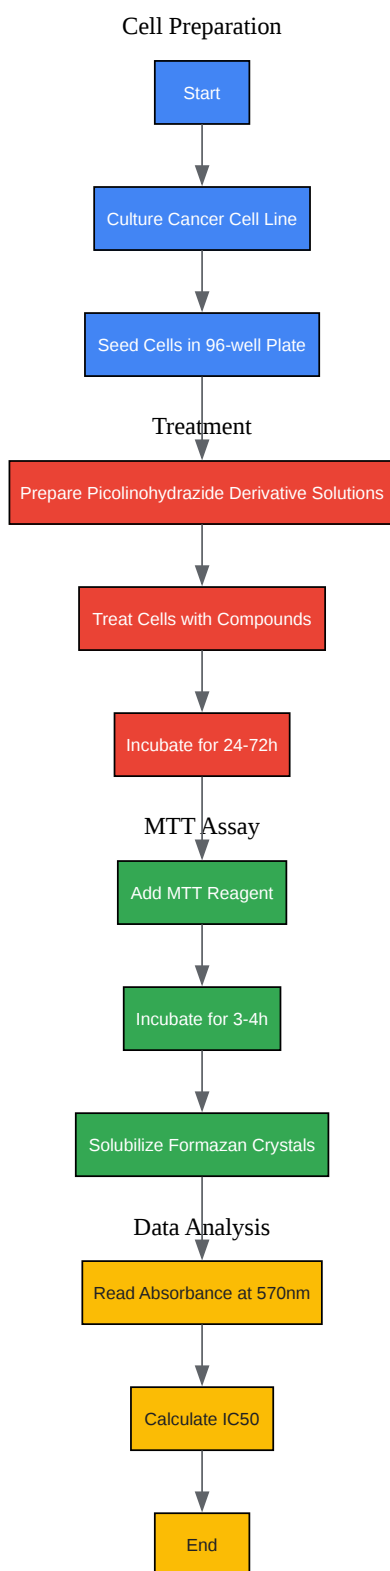 Cell Preparation
Start
Culture Cancer Cell Line
Seed Cells in 96-well Plate
Treatment
Prepare Picolinohydrazide Derivative Solutions
Treat Cells with Compounds
Incubate for 24-72h
MTT Assay
Add MTT Reagent
Incubate for 3-4h
Solubilize Formazan Crystals
Data Analysis
Read Absorbance at 570nm
Calculate IC50
End